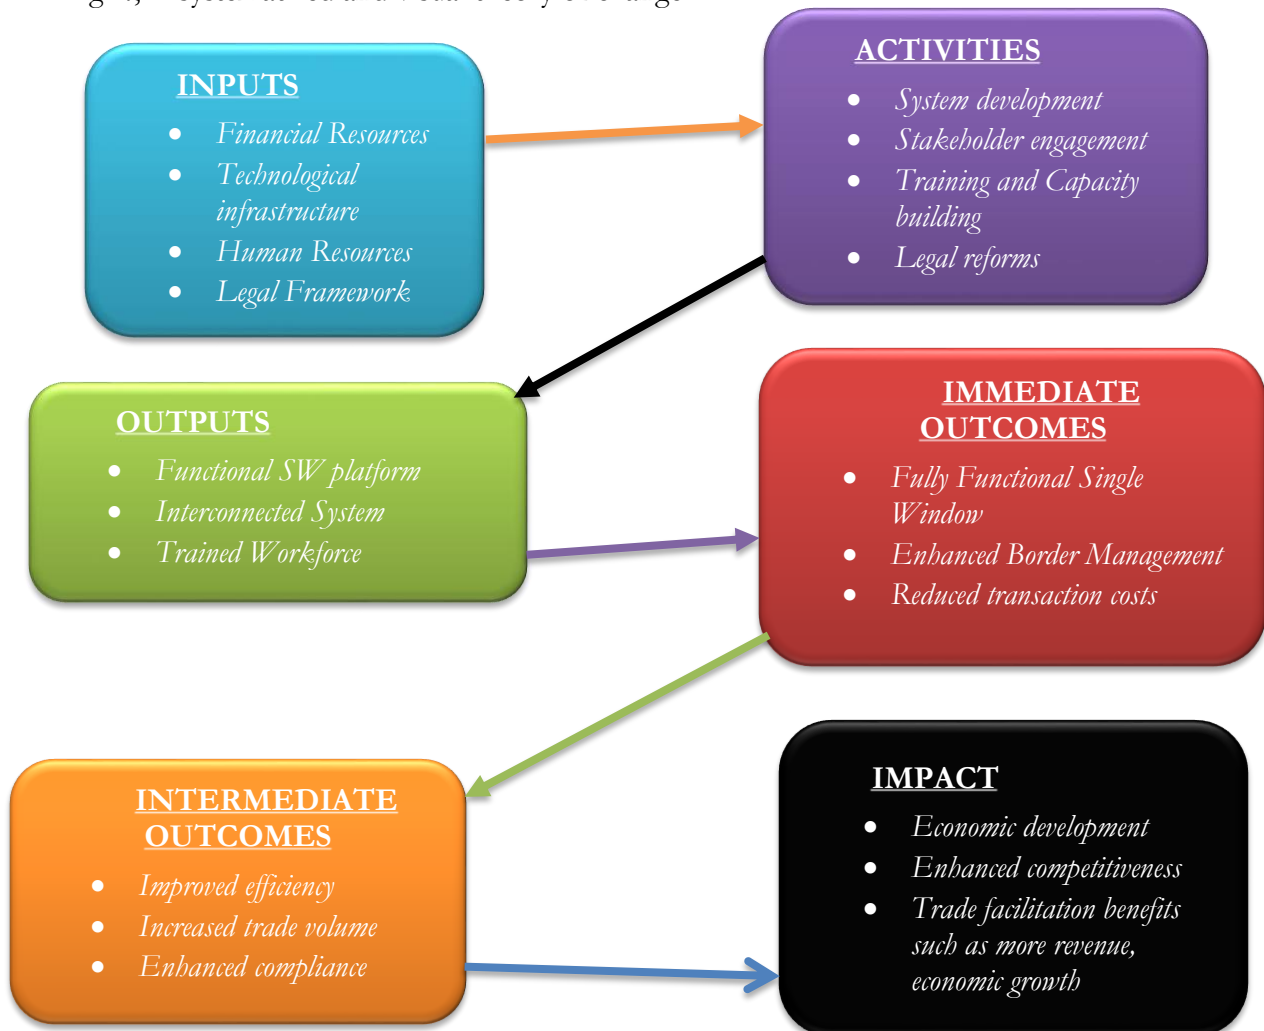 INPUTS
Financial Resources
Technological
infrastructure
Human Resources
Legal Framework
ACTIVITIES
System development
Stakeholder engagement
Training and Capacity
building
Legal reforms
OUTPUTS
Functional SW platform
Interconnected System
Trained Workforce
IMMEDIATE
OUTCOMES
Fully Functional Single
Window
Enhanced Border Management
Reduced transaction costs
INTERMEDIATE
OUTCOMES
Improved efficiency
Increased trade volume
Enhanced compliance
IMPACT
Economic development
Enhanced competitiveness
Trade facilitation benefits
such as more revenue,
economic growth